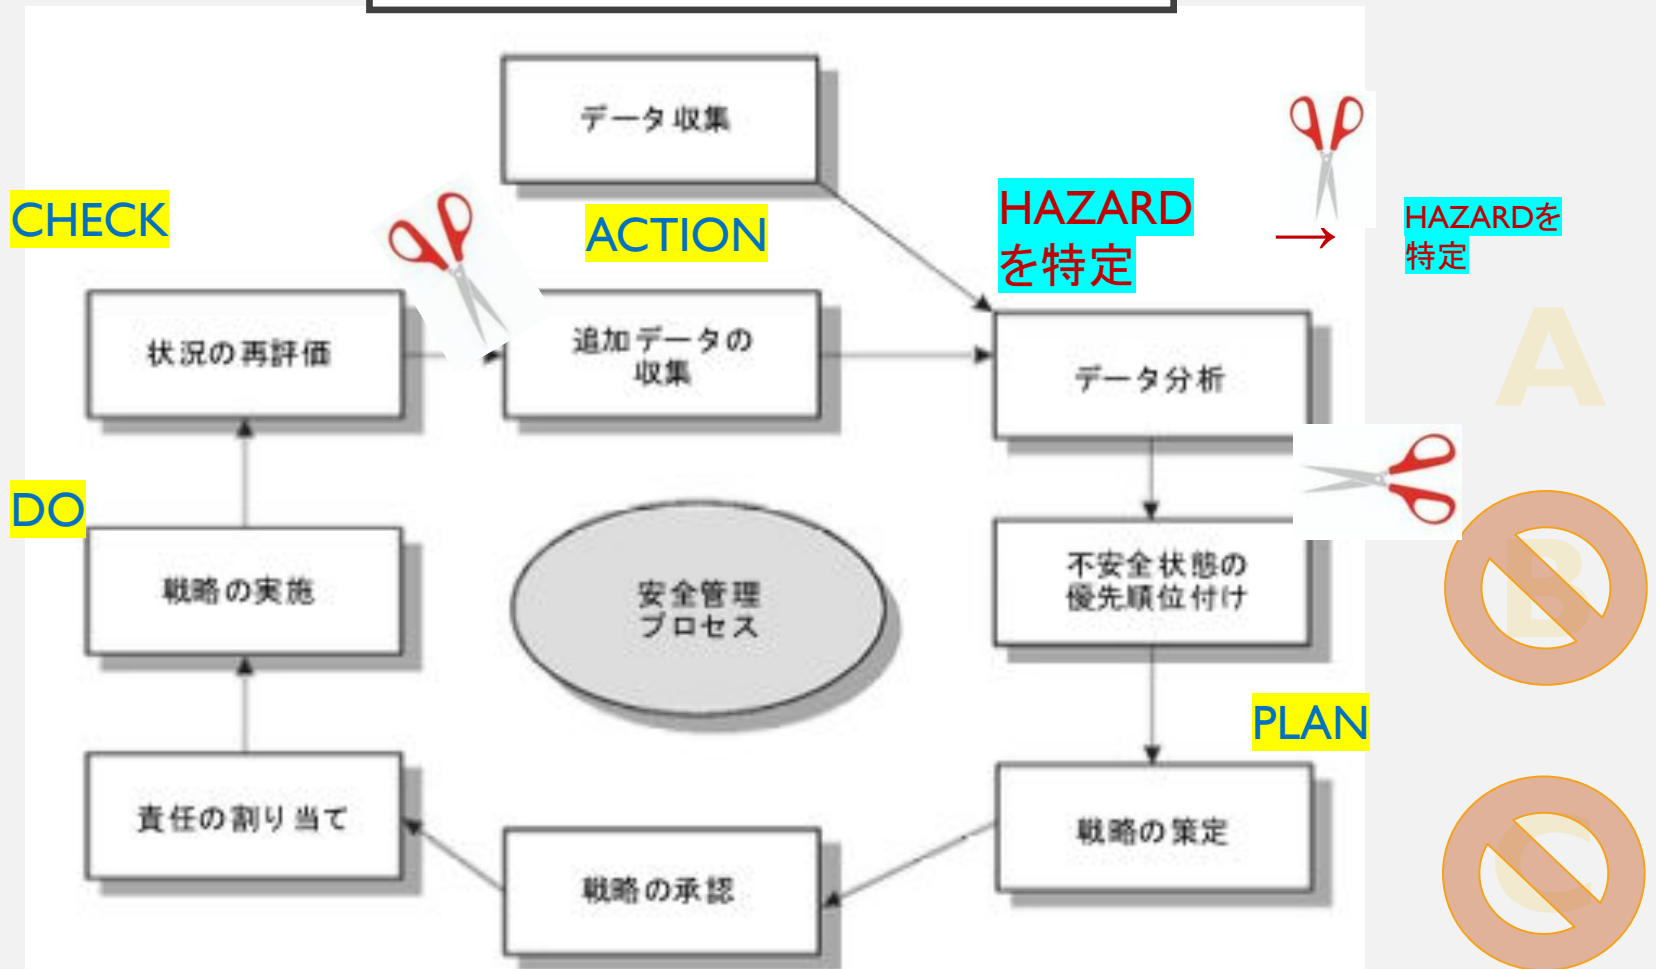 データ収集
CHECK
ACTION
HAZARD
を特定
→
HAZARDを
特定
状況の再評価
追加データの
収集
データ分析
A
DO
戦略の実施
安全管理
プロセス
不安全状態の
優先順位付け
B
PLAN
責任の割り当て
戦略の承認
戦略の策定
C